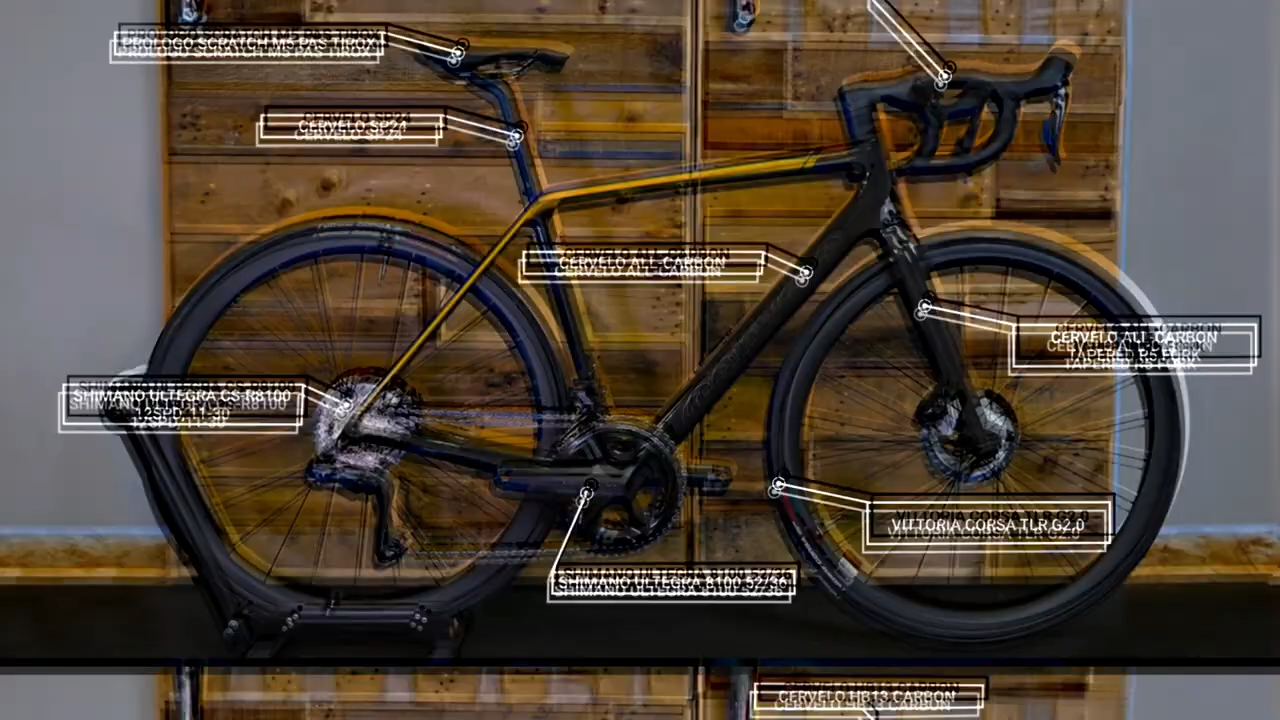 PROLOGO SCRATCH M5 PAS TIROX
CERVELO SP24
CERVELO ALL-CARBON
CERVELO ALL-CARBON
TAPERED R5 FORK
SHIMANO ULTEGRA CS-R8100
12SPD 11-30
VITTORIA CORSA TLR G2.0
SHIMANO ULTEGRA 8100 52/36
CERVELO HB13 CARBON